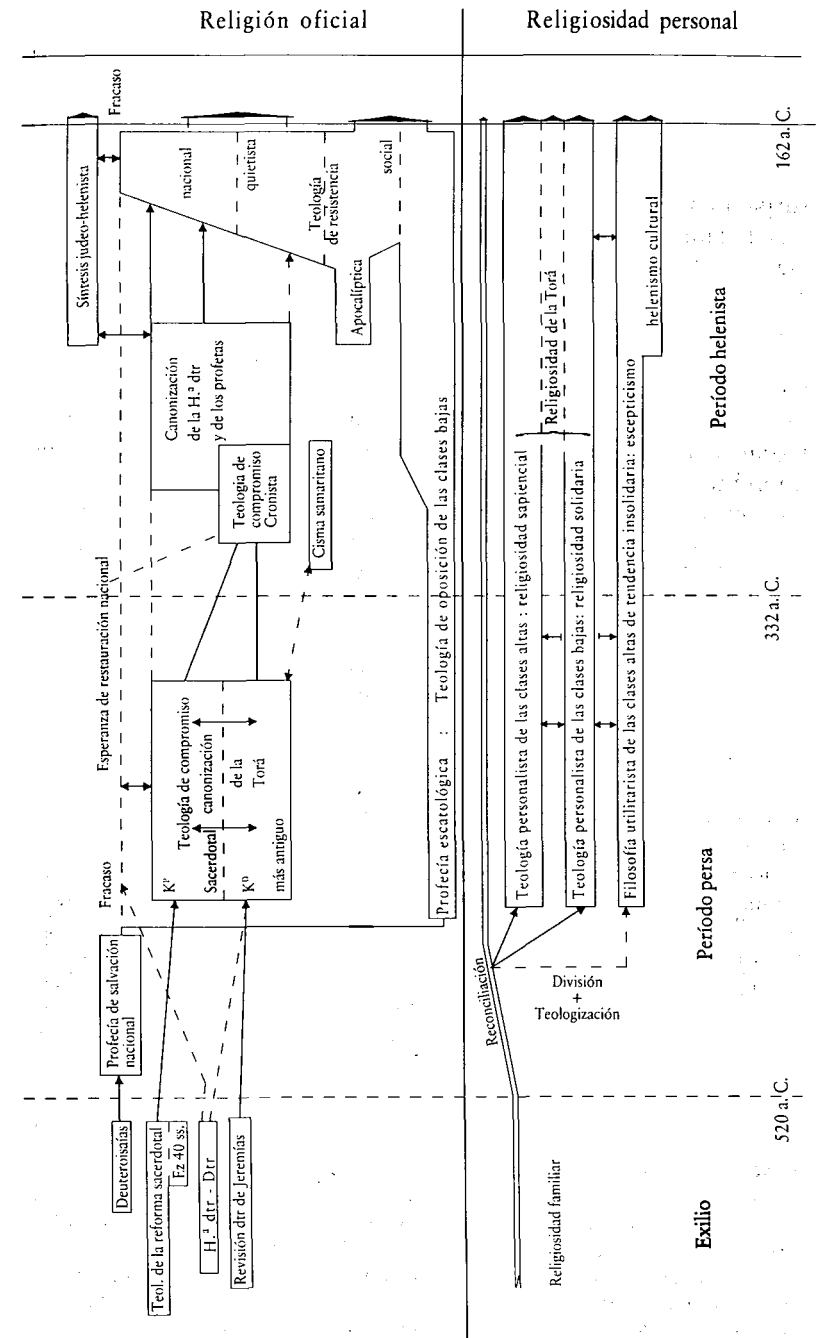 Religión oficial
Religiosidad personal
Deuteroisaías
Teol. de la reforma sacerdotal
Ez 40 ss.
H.ª dtr - Dtr
Revisión dtr de Jeremías
Profecía de salvación
nacional
Fracaso
Esperanza de restauración nacional
Kᴾ
Teología de compromiso
Sacerdotal
canonización
de la
Torá
Kᴰ
más antiguo
Teología de
compromiso
Cronista
Cisma samaritano
Canonización
de la H.ª dtr
y de los profetas
Síntesis judeo-helenista
Fracaso
nacional
quietista
Teología
de resistencia
social
Apocalíptica
Profecía escatológica : Teología de oposición de las clases bajas
Religiosidad familiar
Reconciliación
División
+
Teologización
Teología personalista de las clases altas : religiosidad sapiencial
Teología personalista de las clases bajas: religiosidad solidaria
Religiosidad de la Torá
Filosofía utilitarista de las clases altas de tendencia insolidaria: escepticismo
helenismo cultural
Exilio
520 a. C.
Período persa
332 a. C.
Período helenista
162 a. C.